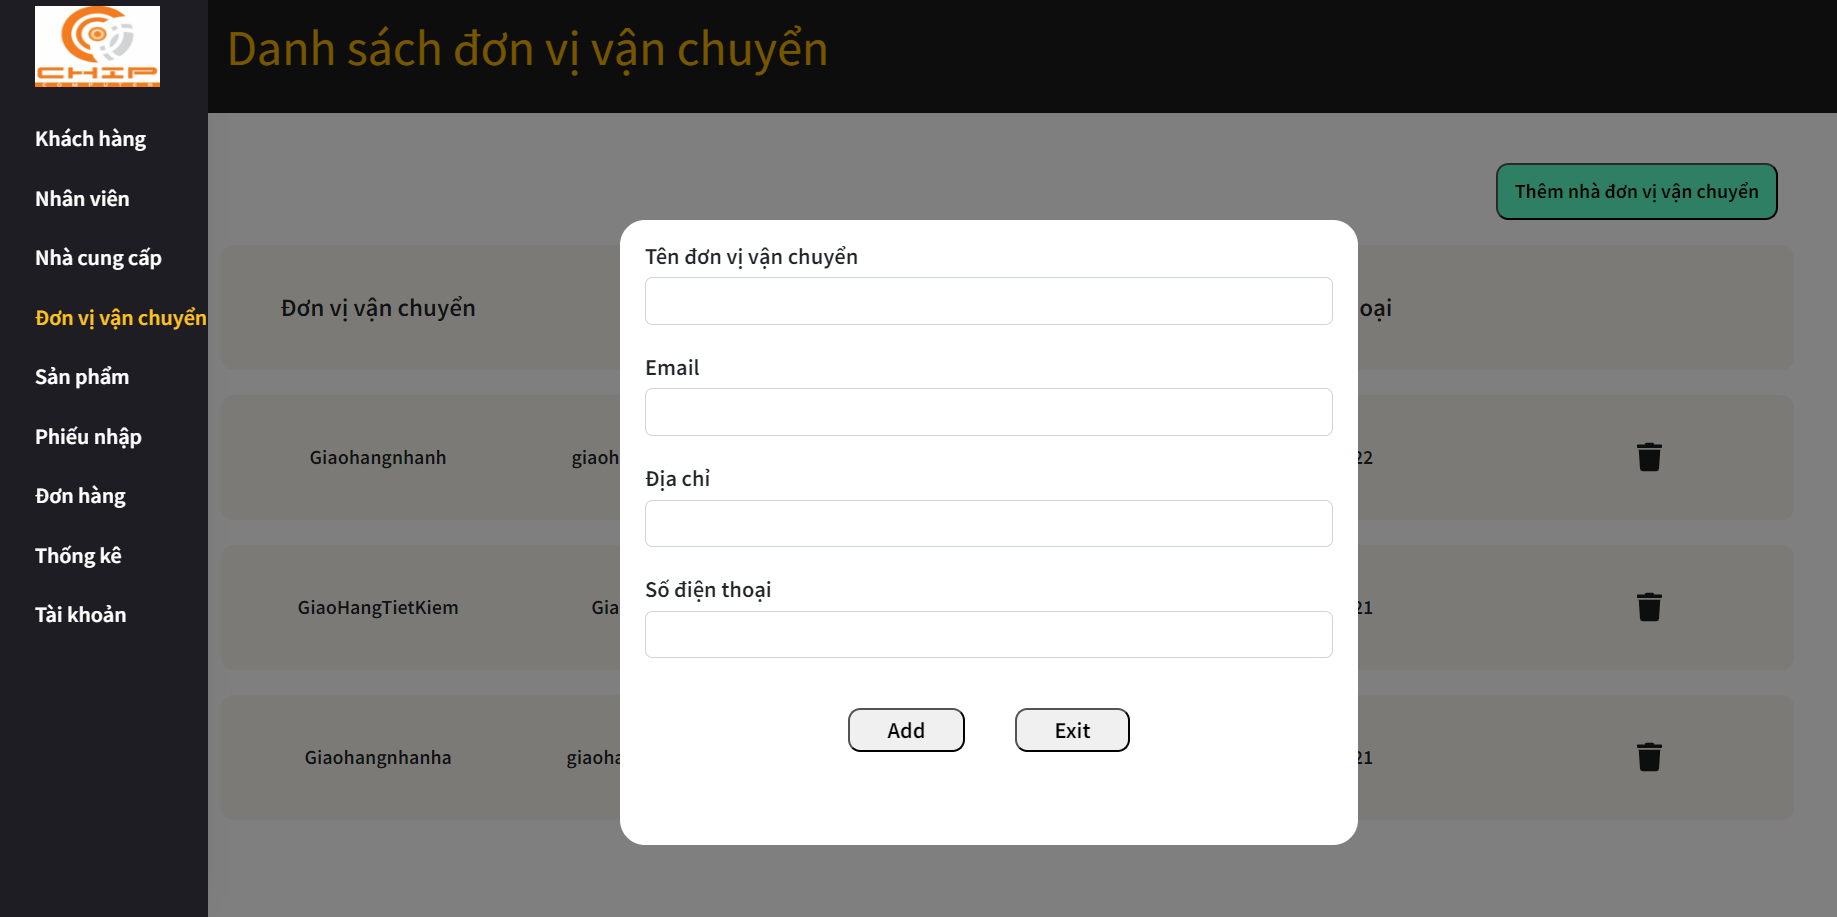 CHIP
COMPUTER
Khách hàng
Nhân viên
Nhà cung cấp
Đơn vị vận chuyển
Sản phẩm
Phiếu nhập
Đơn hàng
Thống kê
Tài khoản
Danh sách đơn vị vận chuyển
Thêm nhà đơn vị vận chuyển
Đơn vị vận chuyển
oại
Giaohangnhanh
giaoh
22
GiaoHangTietKiem
Gia
21
Giaohangnhanha
giaoha
21
Tên đơn vị vận chuyển
Email
Địa chỉ
Số điện thoại
Add
Exit